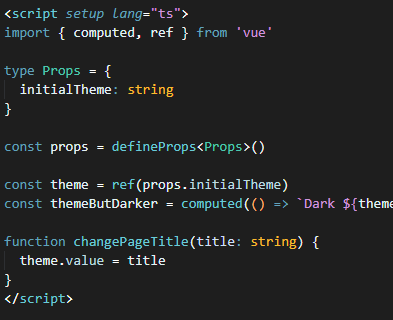 <script setup lang="ts">
import { computed, ref } from 'vue'
type Props = {
initialTheme: string
}
const props = defineProps<Props>()
const theme = ref(props.initialTheme)
const themeButDarker = computed(() => `Dark ${theme
function changePageTitle(title: string) {
theme.value = title
}
</script>